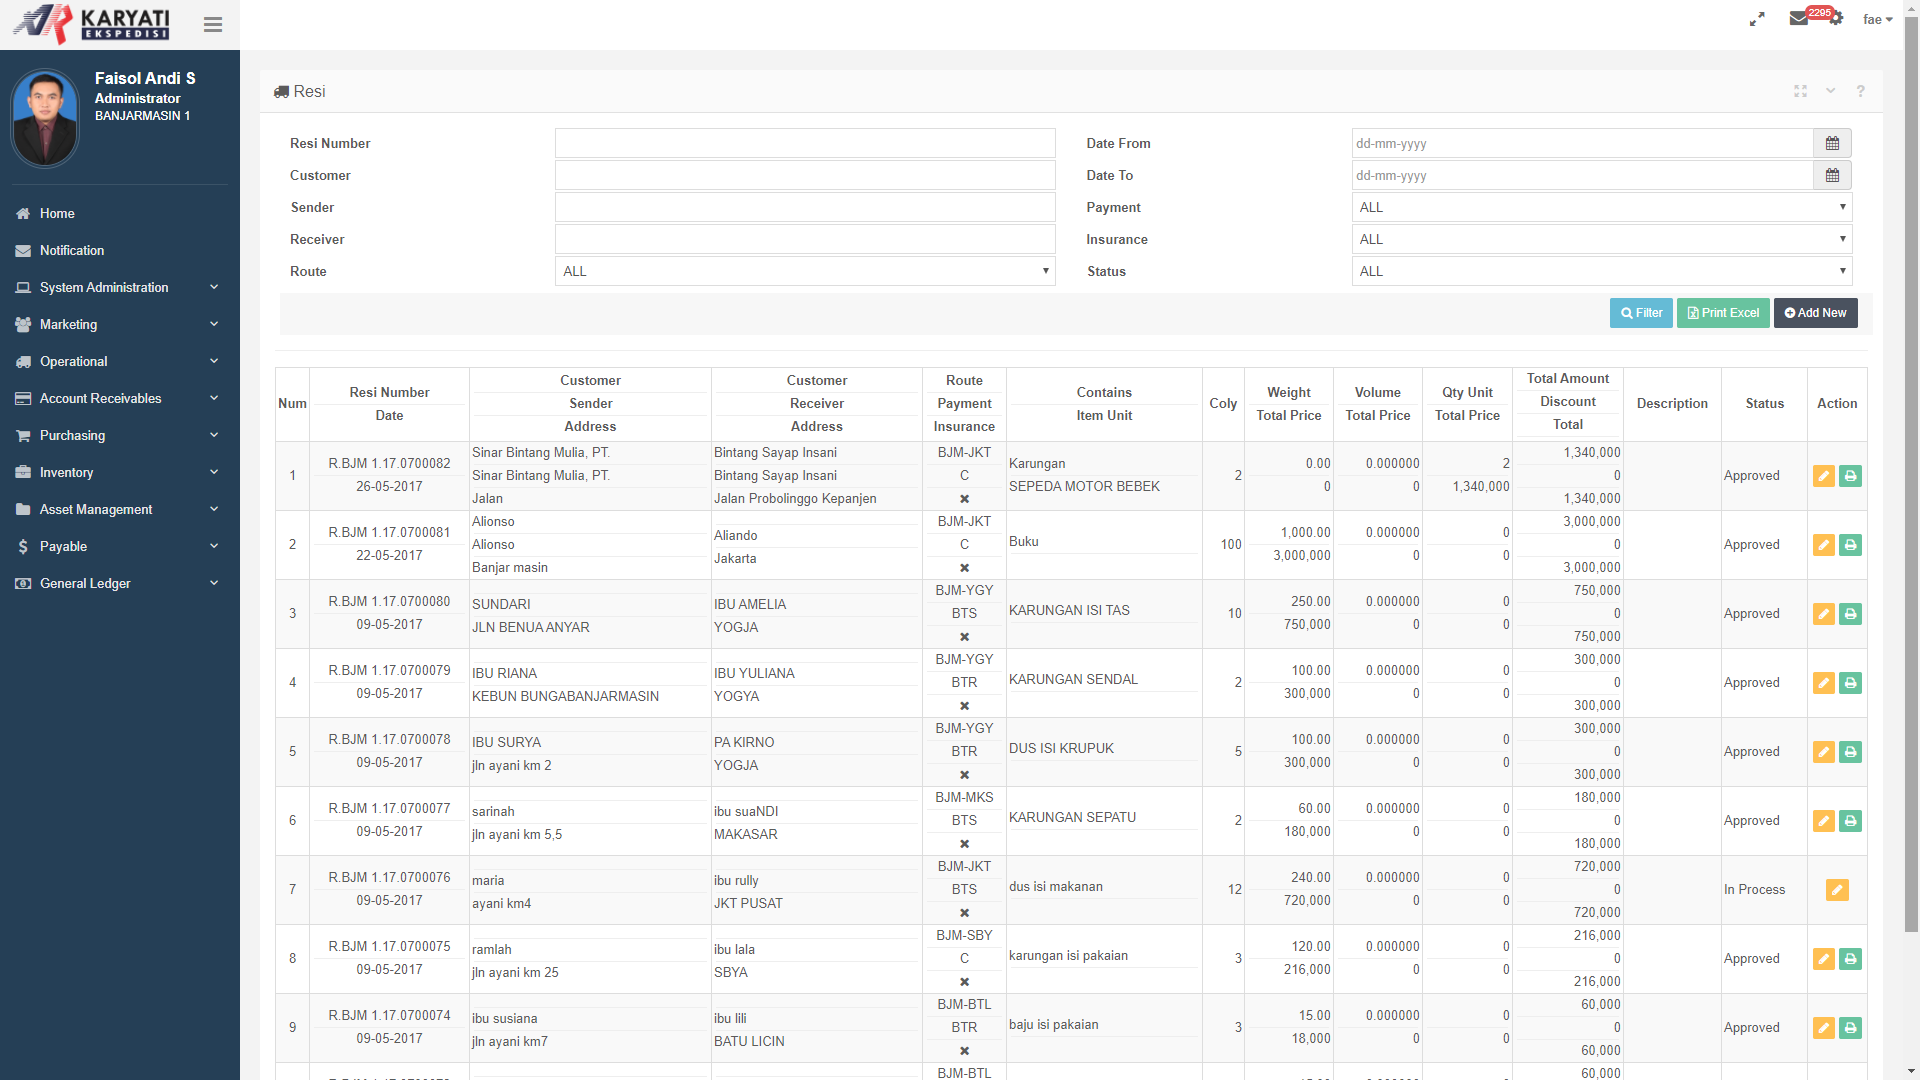 KARYATI
EKSPEDISI
2295
fae
Faisol Andi S
Administrator
BANJARMASIN 1
Home
Notification
System Administration
Marketing
Operational
Account Receivables
Purchasing
Inventory
Asset Management
Payable
General Ledger
Resi
Resi Number
Date From dd-mm-yyyy
Customer
Date To dd-mm-yyyy
Sender
Payment ALL
Receiver
Insurance ALL
Route ALL
Status ALL
Filter Print Excel Add New
Num
Resi Number
Date
Customer
Sender
Address
Customer
Receiver
Address
Route
Payment
Insurance
Contains
Item Unit
Coly
Weight
Total Price
Volume
Total Price
Qty Unit
Total Price
Total Amount
Discount
Total
Description
Status
Action
1
R.BJM 1.17.0700082
26-05-2017
Sinar Bintang Mulia, PT.
Sinar Bintang Mulia, PT.
Jalan
Bintang Sayap Insani
Bintang Sayap Insani
Jalan Probolinggo Kepanjen
BJM-JKT
C
Karungan
SEPEDA MOTOR BEBEK
2
0.00
0
0.000000
0
2
1,340,000
1,340,000
0
1,340,000
Approved
2
R.BJM 1.17.0700081
22-05-2017
Alionso
Alionso
Banjar masin
Aliando
Jakarta
BJM-JKT
C
Buku
100
1,000.00
3,000,000
0.000000
0
0
0
3,000,000
0
3,000,000
Approved
3
R.BJM 1.17.0700080
09-05-2017
SUNDARI
JLN BENUA ANYAR
IBU AMELIA
YOGJA
BJM-YGY
BTS
KARUNGAN ISI TAS
10
250.00
750,000
0.000000
0
0
0
750,000
0
750,000
Approved
4
R.BJM 1.17.0700079
09-05-2017
IBU RIANA
KEBUN BUNGABANJARMASIN
IBU YULIANA
YOGYA
BJM-YGY
BTR
KARUNGAN SENDAL
2
100.00
300,000
0.000000
0
0
0
300,000
0
300,000
Approved
5
R.BJM 1.17.0700078
09-05-2017
IBU SURYA
jln ayani km 2
PA KIRNO
YOGJA
BJM-YGY
BTR
DUS ISI KRUPUK
5
100.00
300,000
0.000000
0
0
0
300,000
0
300,000
Approved
6
R.BJM 1.17.0700077
09-05-2017
sarinah
jln ayani km 5,5
ibu suaNDI
MAKASAR
BJM-MKS
BTS
KARUNGAN SEPATU
2
60.00
180,000
0.000000
0
0
0
180,000
0
180,000
Approved
7
R.BJM 1.17.0700076
09-05-2017
maria
ayani km4
ibu rully
JKT PUSAT
BJM-JKT
BTS
dus isi makanan
12
240.00
720,000
0.000000
0
0
0
720,000
0
720,000
In Process
8
R.BJM 1.17.0700075
09-05-2017
ramlah
jln ayani km 25
ibu lala
SBYA
BJM-SBY
C
karungan isi pakaian
3
120.00
216,000
0.000000
0
0
0
216,000
0
216,000
Approved
9
R.BJM 1.17.0700074
09-05-2017
ibu susiana
jln ayani km7
ibu lili
BATU LICIN
BJM-BTL
BTR
baju isi pakaian
3
15.00
18,000
0.000000
0
0
0
60,000
0
60,000
Approved
BJM-BTL
60,000